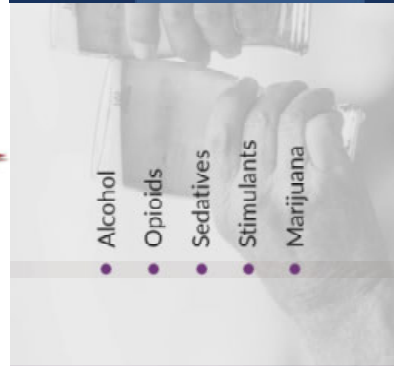 Alcohol
Opioids
Sedatives
Stimulants
Marijuana